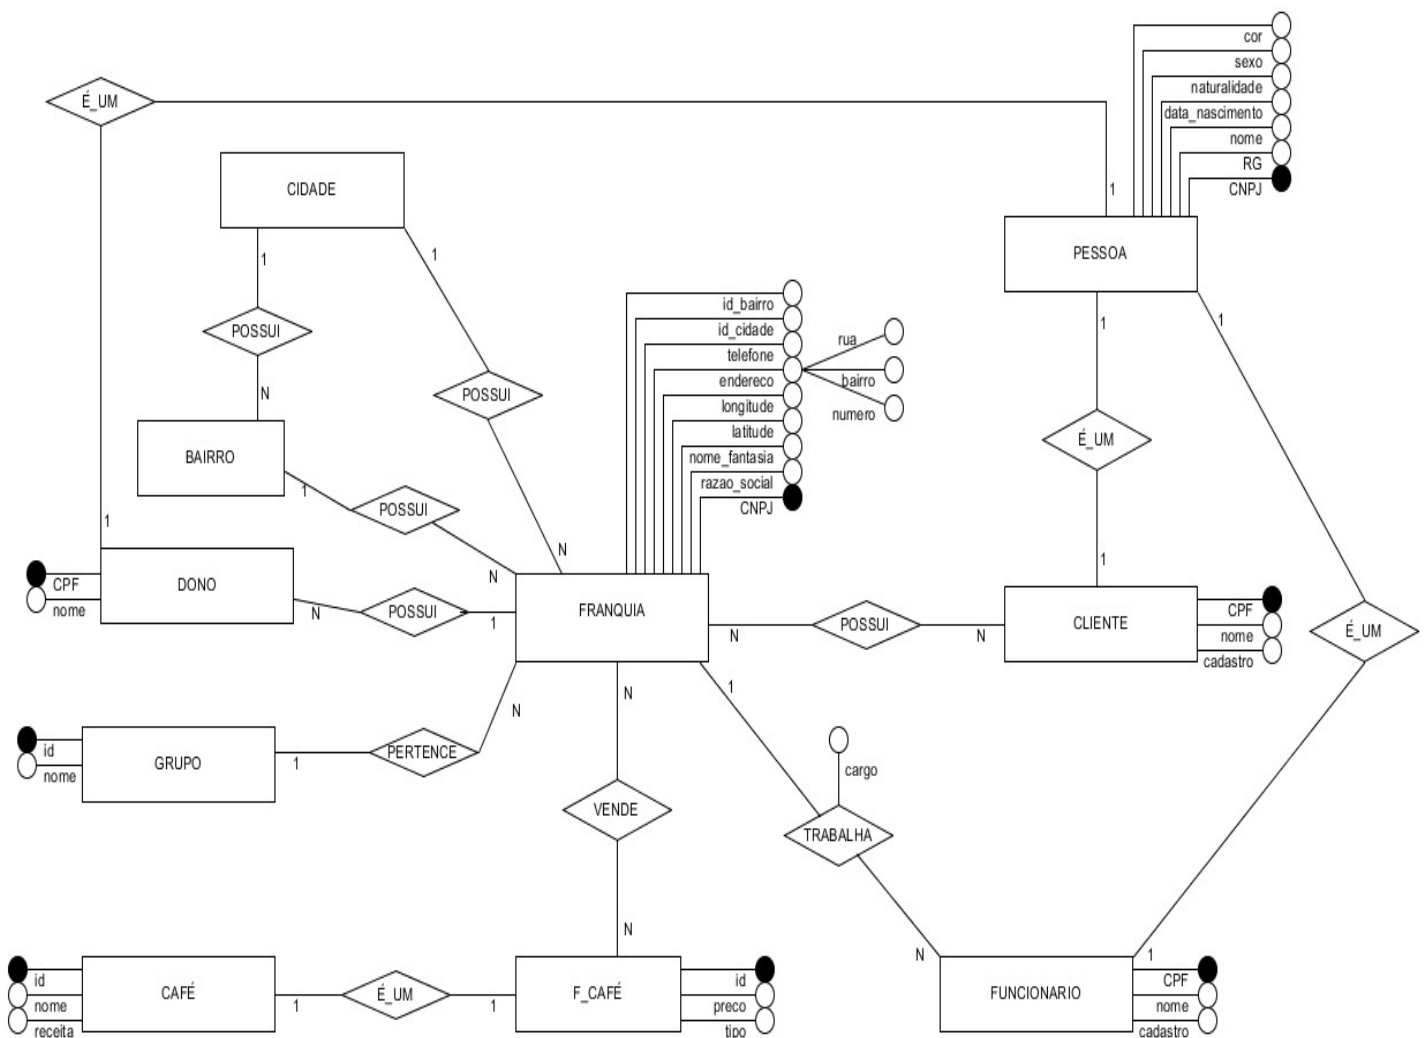 cor
sexo
É_UM
naturalidade
data_nascimento
nome
RG
CNPJ
1
CIDADE
PESSOA
1
1
id_bairro
id_cidade
telefone
endereco
longitude
latitude
nome_fantasia
razao_social
CNPJ
rua
bairro
numero
1
1
POSSUI
POSSUI
N
É_UM
BAIRRO
1
POSSUI
N
N
1
1
CPF
nome
DONO
N
POSSUI
1
FRANQUIA
N
POSSUI
N
CLIENTE
CPF
nome
cadastro
É_UM
id
nome
GRUPO
1
PERTENCE
N
N
1
cargo
VENDE
TRABALHA
N
N
1
id
nome
receita
CAFÉ
1
É_UM
1
F_CAFÉ
id
preco
tipo
FUNCIONARIO
CPF
nome
cadastro